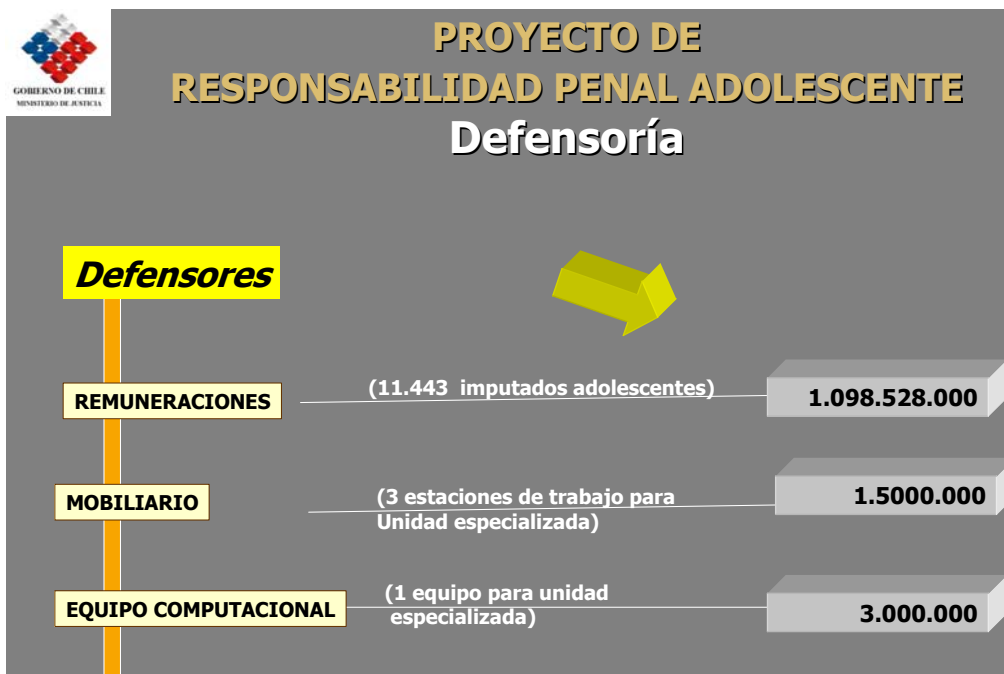 GOBIERNO DE CHILE
MINISTERIO DE JUSTICIA
PROYECTO DE
RESPONSABILIDAD PENAL ADOLESCENTE
Defensoría
Defensores
REMUNERACIONES
(11.443 imputados adolescentes)
1.098.528.000
MOBILIARIO
(3 estaciones de trabajo para
Unidad especializada)
1.5000.000
EQUIPO COMPUTACIONAL
(1 equipo para unidad
especializada)
3.000.000